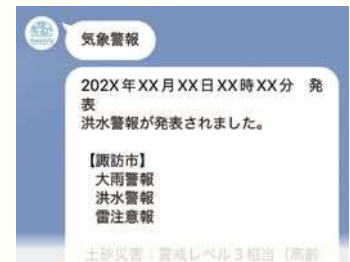 気象警報
202X年XX月XX日XX時XX分　発
表
洪水警報が発表されました。
【諏訪市】
大雨警報
洪水警報
雷注意報
土砂災害：警戒レベル3相当（高齢